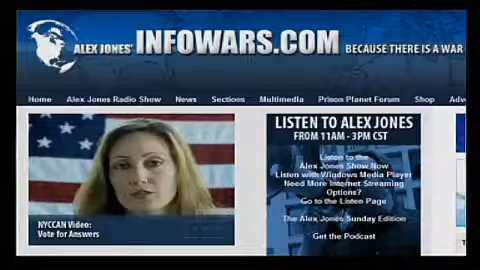 ALEX JONES' INFOWARS.COM BECAUSE THERE IS A WAR
Home Alex Jones Radio Show News Sections Multimedia Prison Planet Forum Shop Adve
NYCCAN Video:
Vote for Answers
LISTEN TO ALEX JONES
FROM 11AM - 3PM CST
Listen to the
Alex Jones Show Now
Listen with Windows Media Player
Need More Internet Streaming
Options?
Go to the Listen Page
The Alex Jones Sunday Edition
Get the Podcast